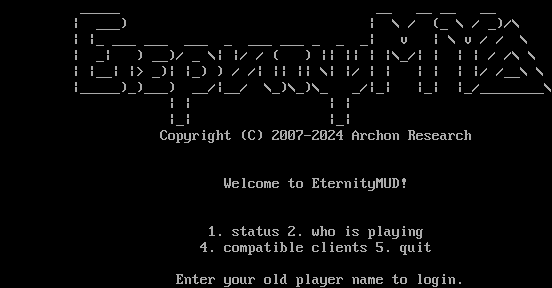 Copyright (C) 2007-2024 Archon Research
Welcome to EternityMUD!
1. status 2. who is playing
4. compatible clients 5. quit
Enter your old player name to login.